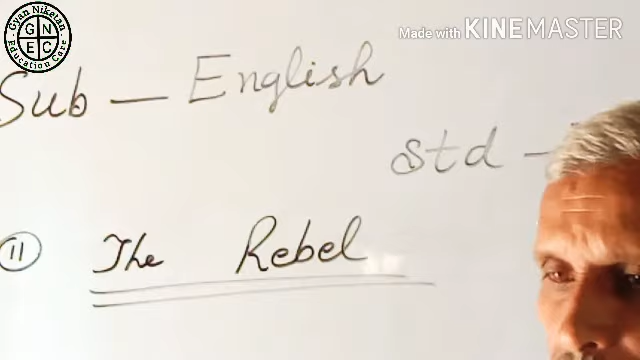 Gyan Niketan
G N
E C
Education Care
Made with KINEMASTER
Sub — English
std –
11 The Rebel